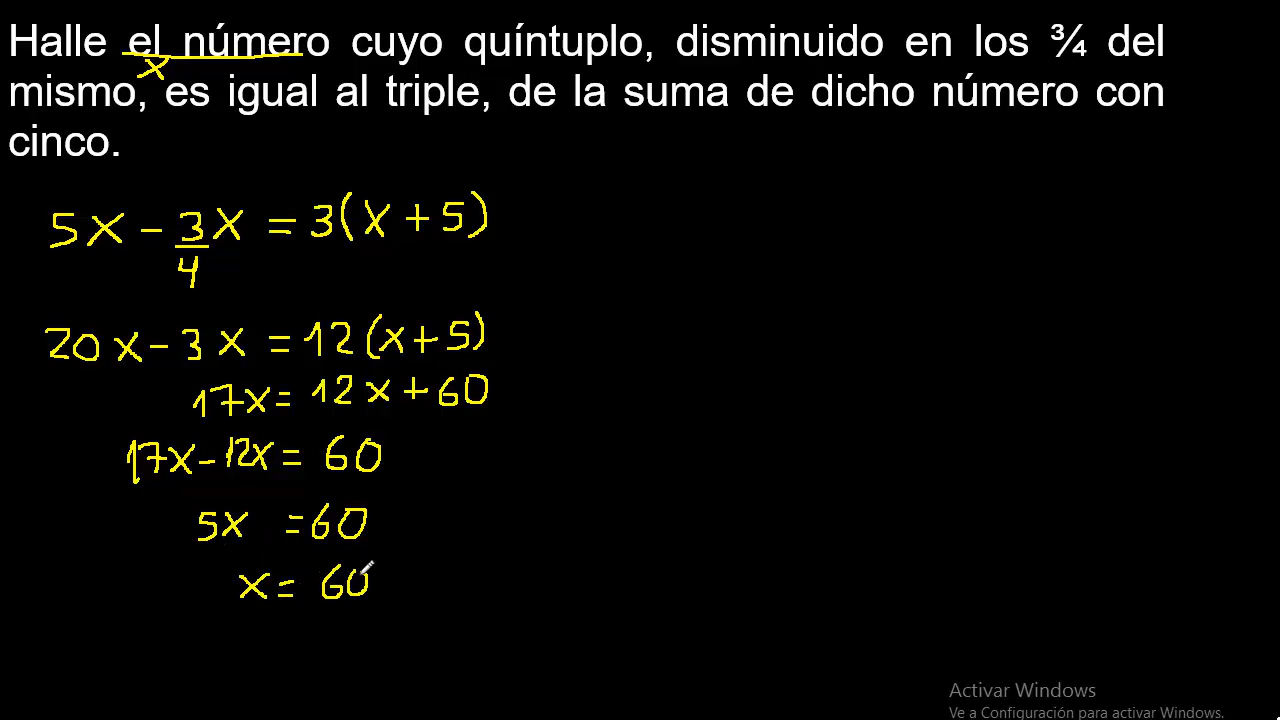 Halle el número cuyo quíntuplo, disminuido en los ¾ del
x
mismo, es igual al triple, de la suma de dicho número con
cinco.
5x - 3/4 x = 3(x + 5)
20x - 3x = 12(x+5)
17x = 12x + 60
17x - 12x = 60
5x = 60
x = 60
Activar Windows
Ve a Configuración para activar Windows.